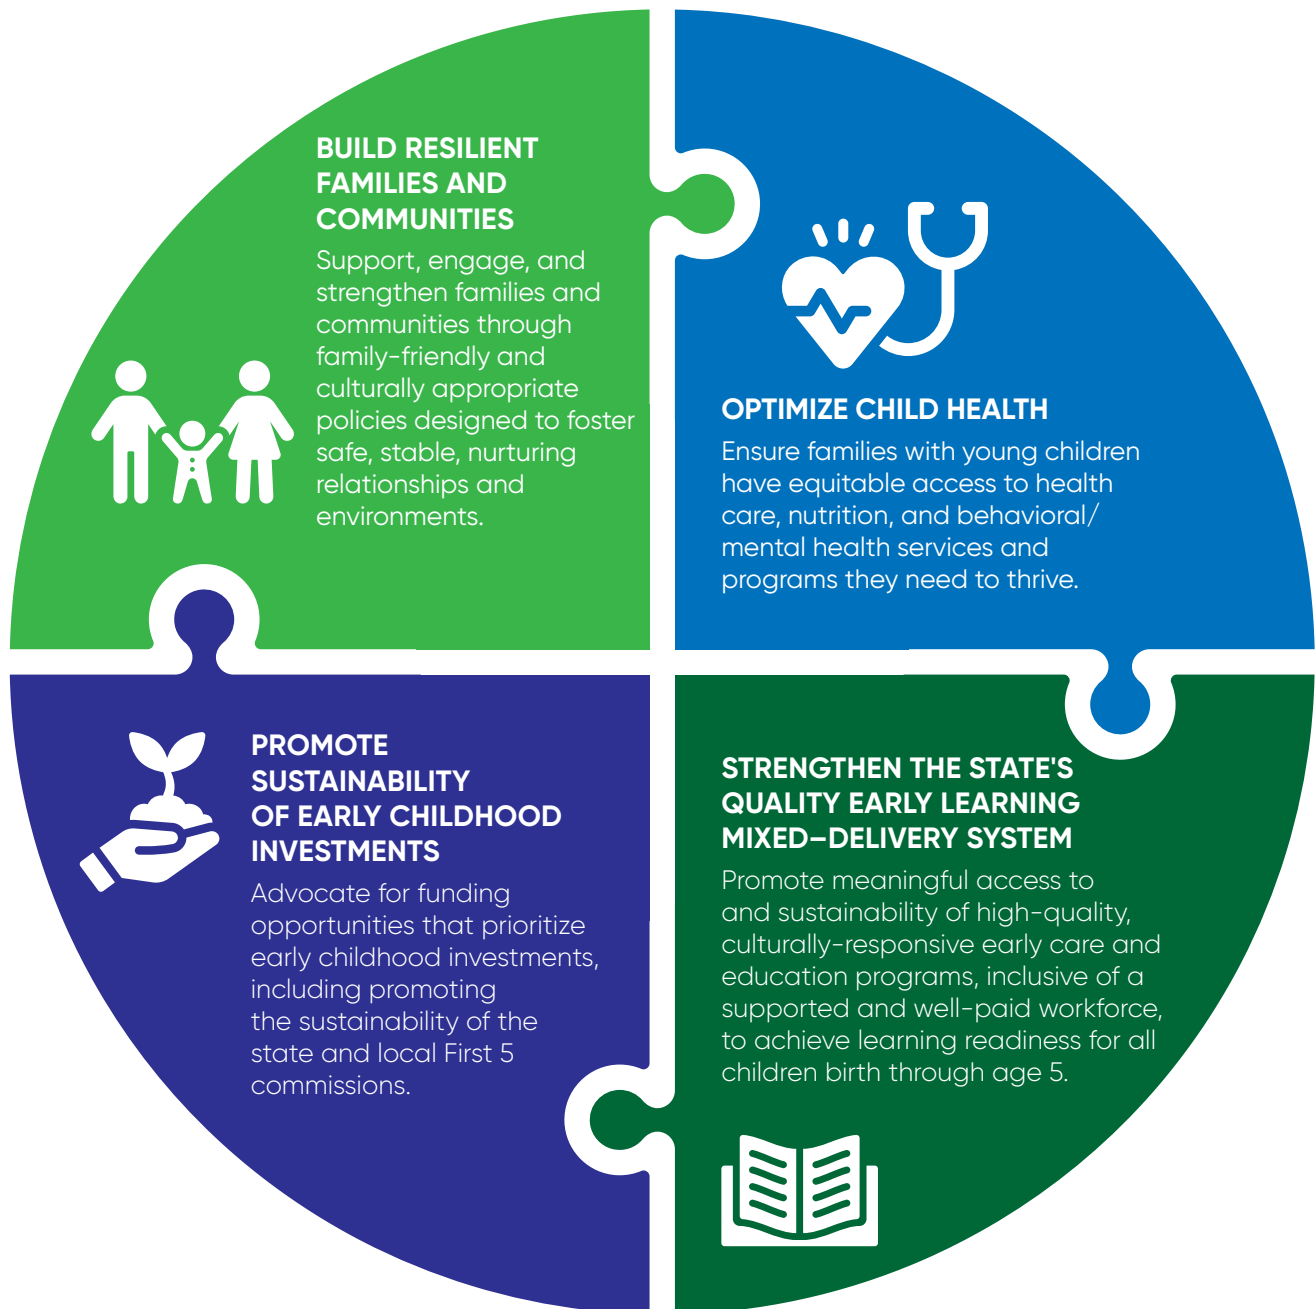 BUILD RESILIENT
FAMILIES AND
COMMUNITIES
Support, engage, and
strengthen families and
communities through
family-friendly and
culturally appropriate
policies designed to foster
safe, stable, nurturing
relationships and
environments.
OPTIMIZE CHILD HEALTH
Ensure families with young children
have equitable access to health
care, nutrition, and behavioral/
mental health services and
programs they need to thrive.
PROMOTE
SUSTAINABILITY
OF EARLY CHILDHOOD
INVESTMENTS
Advocate for funding
opportunities that prioritize
early childhood investments,
including promoting
the sustainability of the
state and local First 5
commissions.
STRENGTHEN THE STATE'S
QUALITY EARLY LEARNING
MIXED–DELIVERY SYSTEM
Promote meaningful access to
and sustainability of high-quality,
culturally-responsive early care and
education programs, inclusive of a
supported and well-paid workforce,
to achieve learning readiness for all
children birth through age 5.